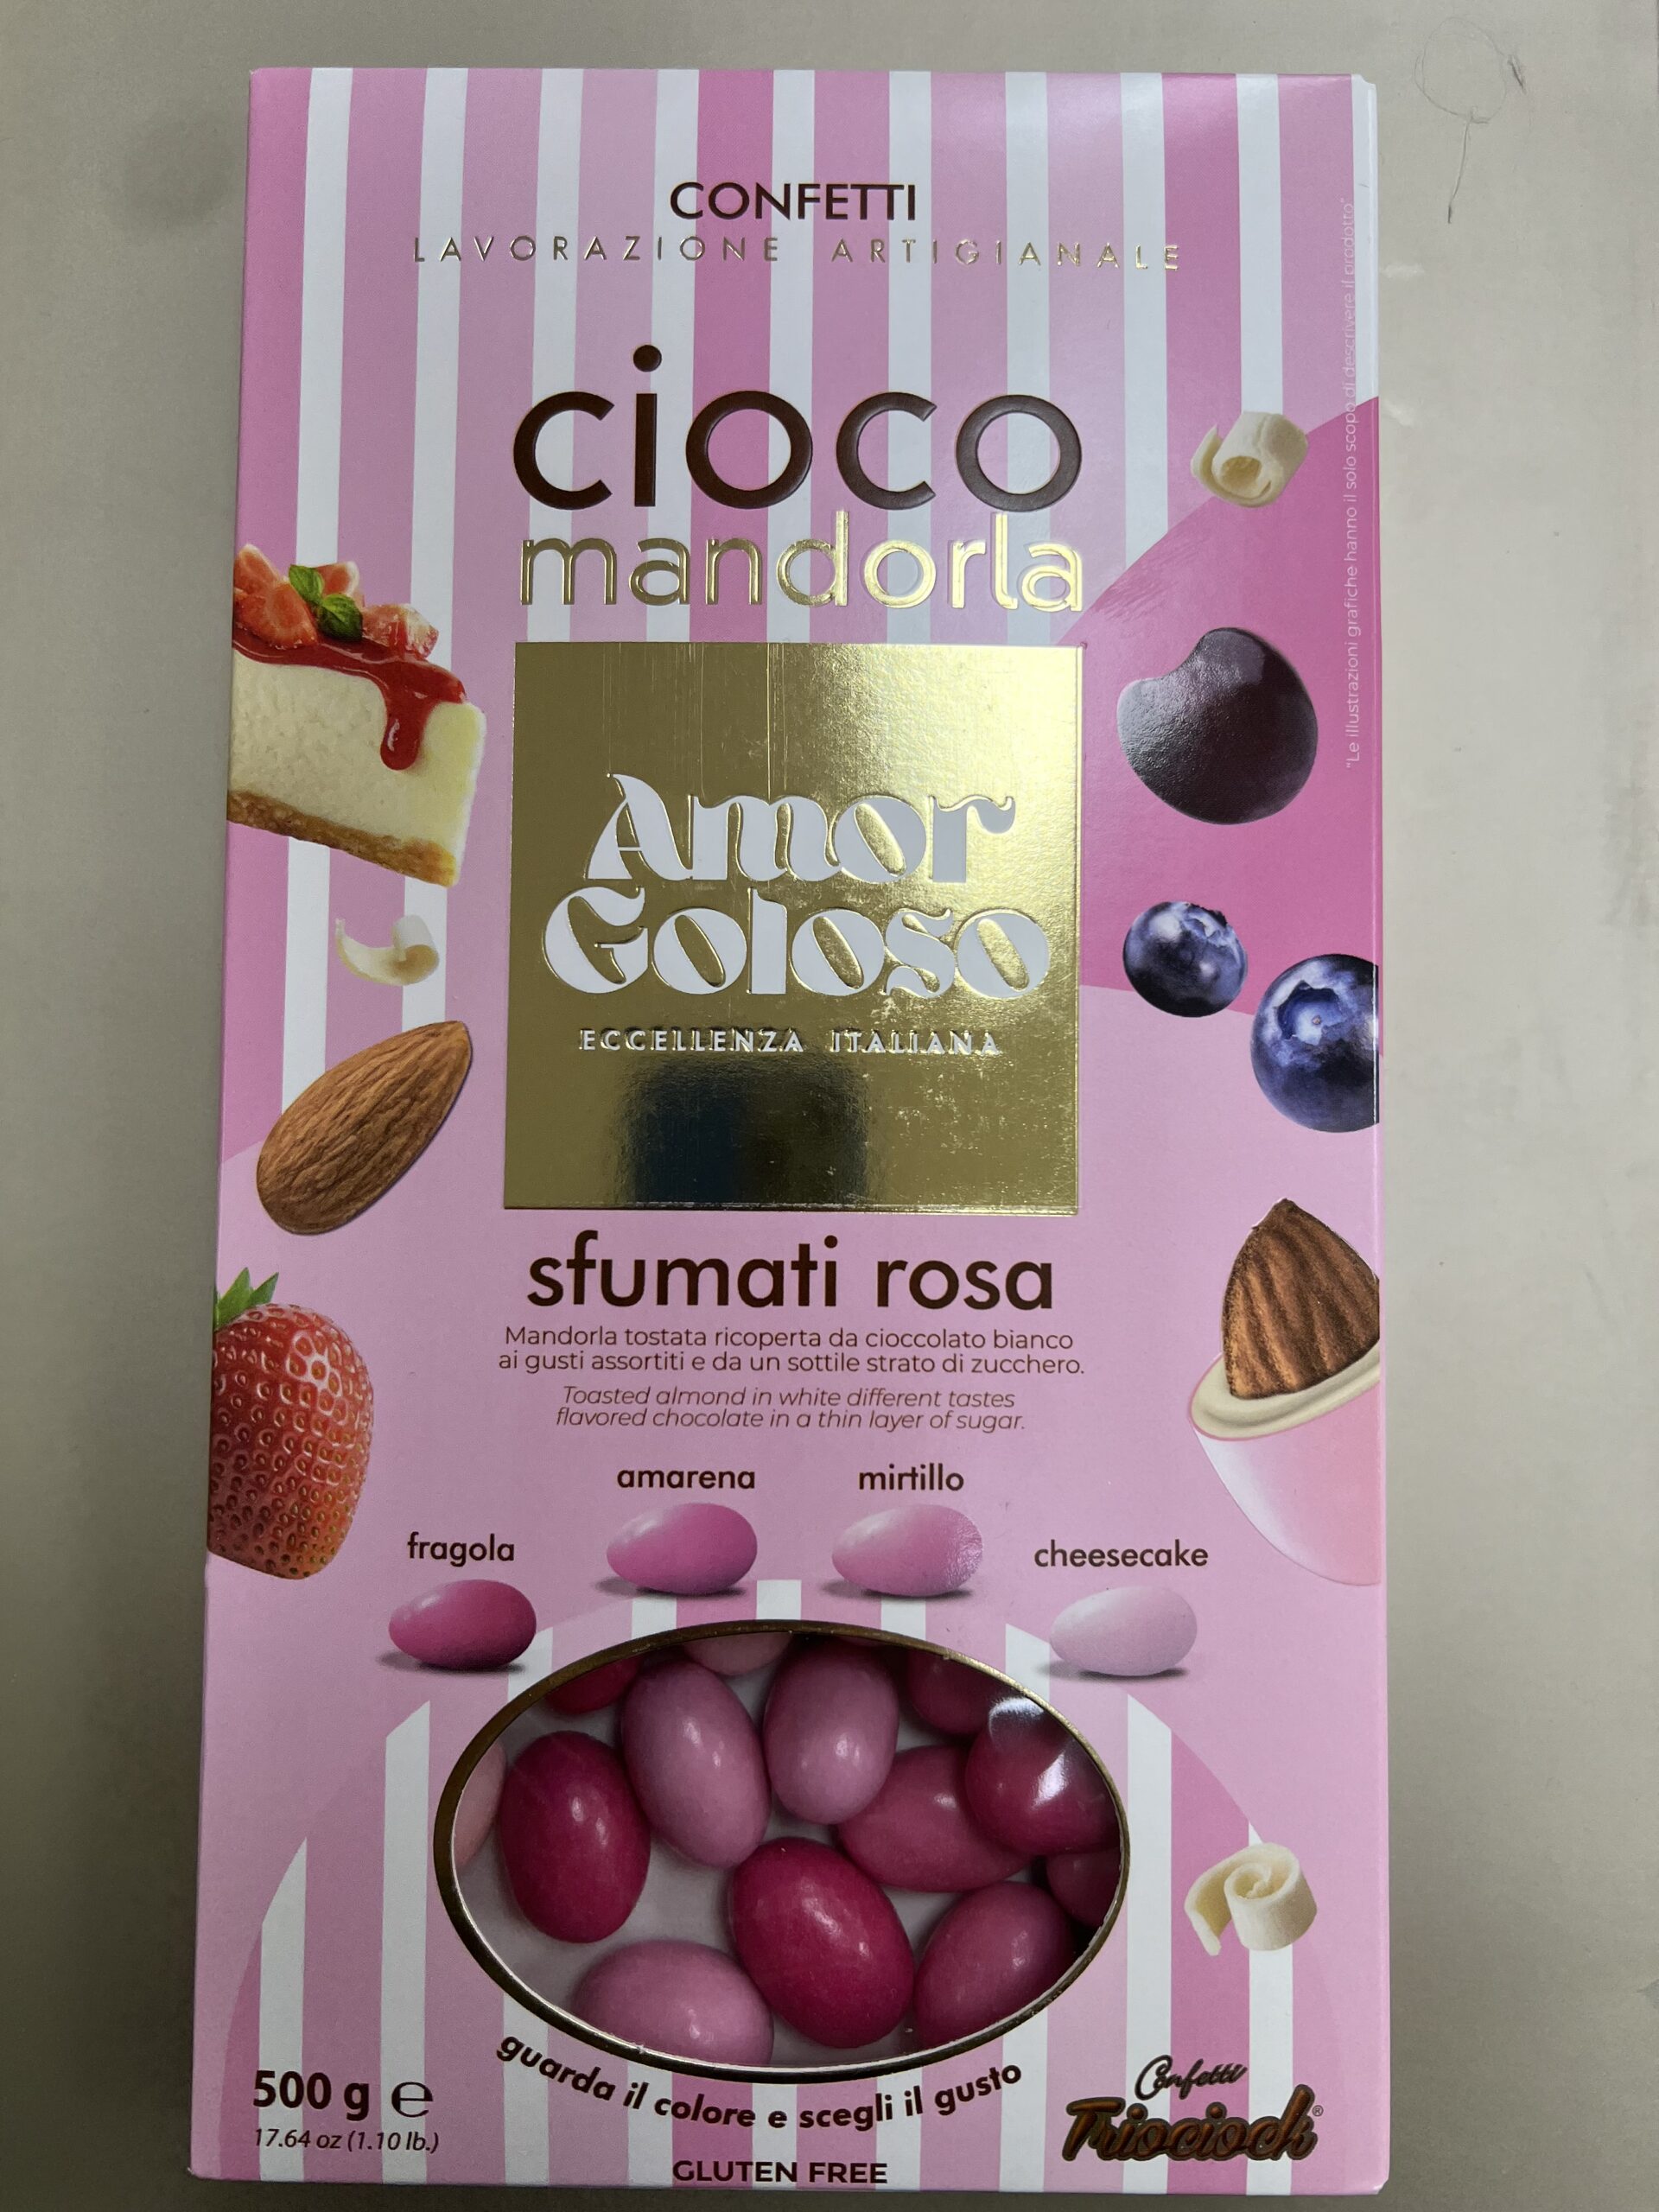 CONFETTI
LAVORAZIONE ARTIGIANALE
cioco
mandorla
"Le illustrazioni grafiche hanno il solo scopo di descrivere il prodotto"
Amor
Goloso
ECCELLENZA ITALIANA
sfumati rosa
Mandorla tostata ricoperta da cioccolato bianco
ai gusti assortiti e da un sottile strato di zucchero.
Toasted almond in white different tastes
flavored chocolate in a thin layer of sugar.
amarena
mirtillo
fragola
cheesecake
guarda il colore e scegli il gusto
500 g ℮
17.64 oz (1.10 lb.)
GLUTEN FREE
Confetti
Triociock®